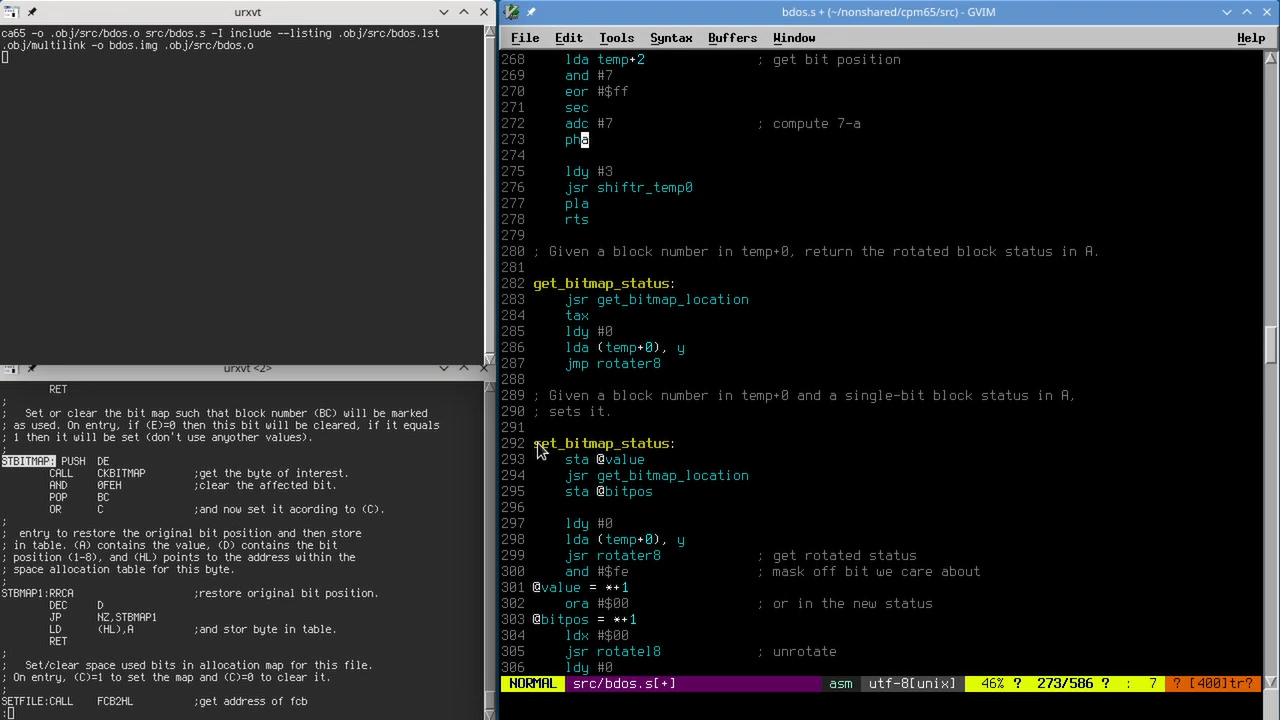 urxvt
ca65 -o .obj/src/bdos.o src/bdos.s -I include --listing .obj/src/bdos.lst
.obj/multilink -o bdos.img .obj/src/bdos.o
urxvt <2>
RET
;
;   Set or clear the bit map such that block number (BC) will be marked
; as used. On entry, if (E)=0 then this bit will be cleared, if it equals
; 1 then it will be set (don't use anyother values).
;
STBITMAP: PUSH  DE
CALL  CKBITMAP        ;get the byte of interest.
AND   0FEH            ;clear the affected bit.
POP   BC
OR    C               ;and now set it acording to (C).
;
;  entry to restore the original bit position and then store
; in table. (A) contains the value, (D) contains the bit
; position (1-8), and (HL) points to the address within the
; space allocation table for this byte.
;
STBMAP1:RRCA                    ;restore original bit position.
DEC   D
JP    NZ,STBMAP1
LD    (HL),A          ;and stor byte in table.
RET
;
;   Set/clear space used bits in allocation map for this file.
; On entry, (C)=1 to set the map and (C)=0 to clear it.
;
SETFILE:CALL    FCB2HL          ;get address of fcb
:
bdos.s + (~/nonshared/cpm65/src) - GVIM
File Edit Tools Syntax Buffers Window Help
268     lda temp+2              ; get bit position
269     and #7
270     eor #$ff
271     sec
272     adc #7                  ; compute 7-a
273     pha
274
275     ldy #3
276     jsr shiftr_temp0
277     pla
278     rts
279
280 ; Given a block number in temp+0, return the rotated block status in A.
281
282 get_bitmap_status:
283     jsr get_bitmap_location
284     tax
285     ldy #0
286     lda (temp+0), y
287     jmp rotater8
288
289 ; Given a block number in temp+0 and a single-bit block status in A,
290 ; sets it.
291
292 set_bitmap_status:
293     sta @value
294     jsr get_bitmap_location
295     sta @bitpos
296
297     ldy #0
298     lda (temp+0), y
299     jsr rotater8            ; get rotated status
300     and #$fe                ; mask off bit we care about
301 @value = *+1
302     ora #$00                ; or in the new status
303 @bitpos = *+1
304     ldx #$00
305     jsr rotatel8            ; unrotate
306     ldy #0
NORMAL src/bdos.s[+] asm utf-8[unix] 46% ? 273/586 ? : 7 ? [400]tr?